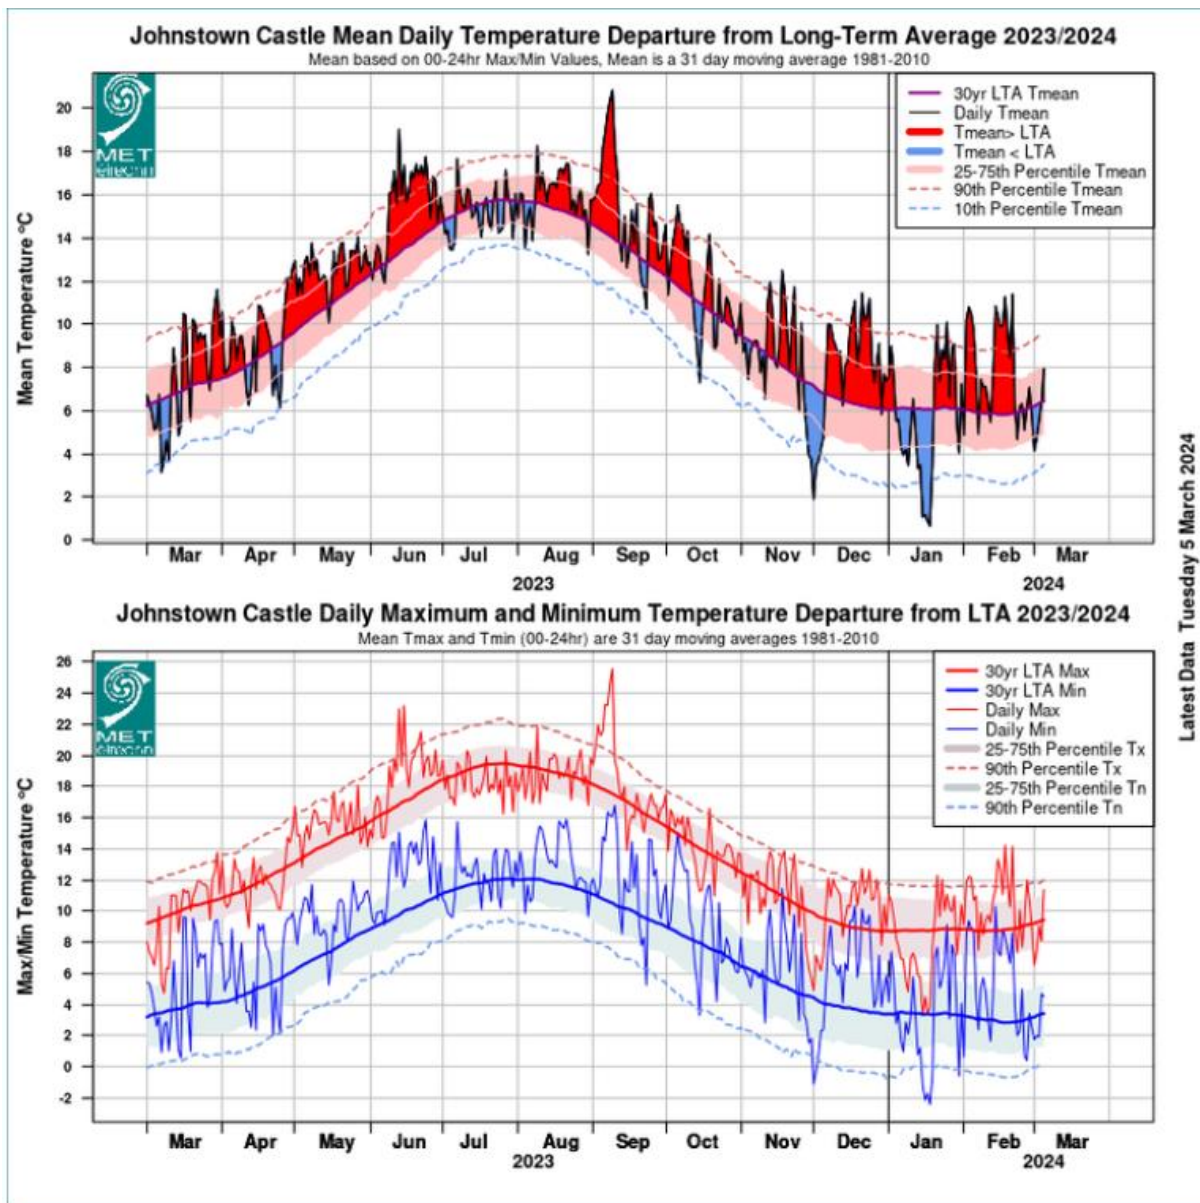 Johnstown Castle Mean Daily Temperature Departure from Long-Term Average 2023/2024
Mean based on 00-24hr Max/Min Values, Mean is a 31 day moving average 1981-2010
MET
éireann
30yr LTA Tmean
Daily Tmean
Tmean> LTA
Tmean < LTA
25-75th Percentile Tmean
90th Percentile Tmean
10th Percentile Tmean
Mean Temperature ºC
20
18
16
14
12
10
8
6
4
2
0
Mar Apr May Jun Jul Aug Sep Oct Nov Dec Jan Feb Mar
2023 2024
Johnstown Castle Daily Maximum and Minimum Temperature Departure from LTA 2023/2024
Mean Tmax and Tmin (00-24hr) are 31 day moving averages 1981-2010
MET
éireann
30yr LTA Max
30yr LTA Min
Daily Max
Daily Min
25-75th Percentile Tx
90th Percentile Tx
25-75th Percentile Tn
90th Percentile Tn
Max/Min Temperature ºC
26
24
22
20
18
16
14
12
10
8
6
4
2
0
-2
Mar Apr May Jun Jul Aug Sep Oct Nov Dec Jan Feb Mar
2023 2024
Latest Data Tuesday 5 March 2024